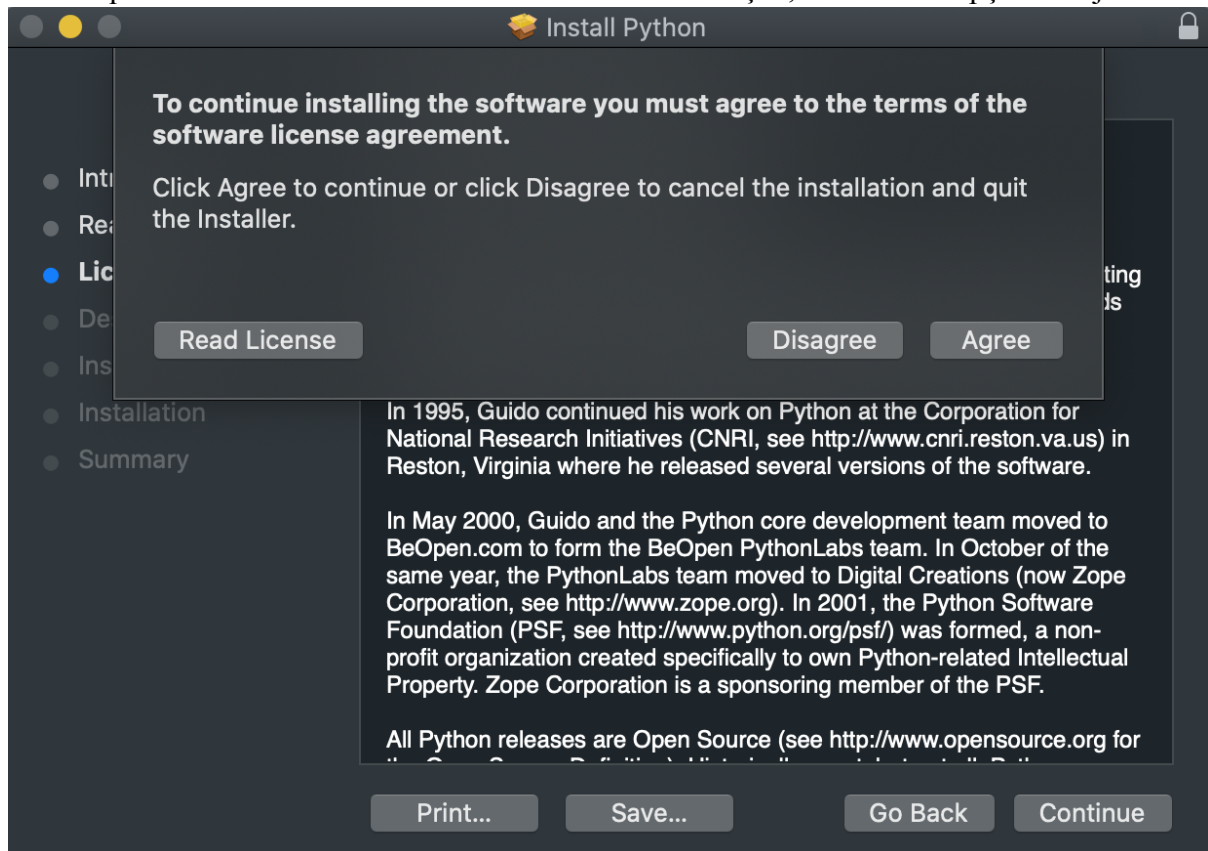 Install Python
To continue installing the software you must agree to the terms of the
software license agreement.
Click Agree to continue or click Disagree to cancel the installation and quit
the Installer.
Read License
Disagree
Agree
Lic
De
Ins
Installation
Summary
ting
In 1995, Guido continued his work on Python at the Corporation for
National Research Initiatives (CNRI, see http://www.cnri.reston.va.us) in
Reston, Virginia where he released several versions of the software.
In May 2000, Guido and the Python core development team moved to
BeOpen.com to form the BeOpen PythonLabs team. In October of the
same year, the PythonLabs team moved to Digital Creations (now Zope
Corporation, see http://www.zope.org). In 2001, the Python Software
Foundation (PSF, see http://www.python.org/psf/) was formed, a non-
profit organization created specifically to own Python-related Intellectual
Property. Zope Corporation is a sponsoring member of the PSF.
All Python releases are Open Source (see http://www.opensource.org for
Print... Save... Go Back Continue